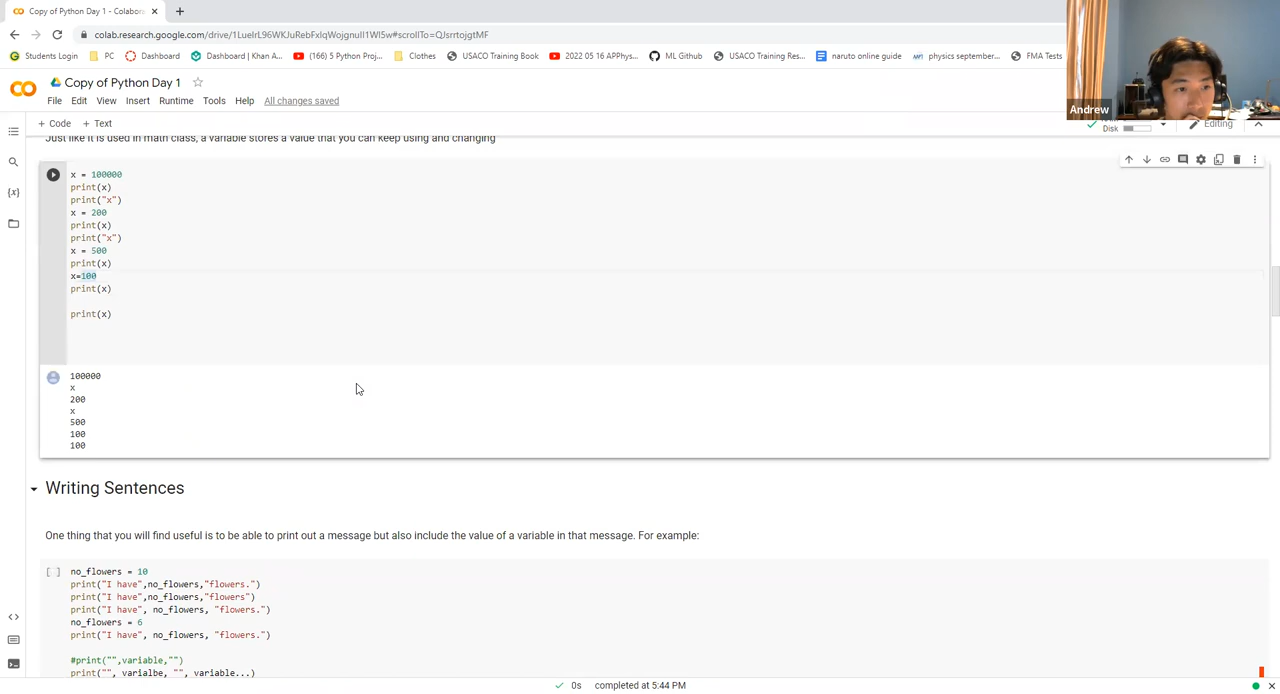 Copy of Python Day 1 - Colabora
colab.research.google.com/drive/1LuelrL96WKJuRebFxlqWojgnull1WI5w#scrollTo=QJsrrtojgtMF
Students Login
PC
Dashboard
Dashboard | Khan A...
(166) 5 Python Proj...
Clothes
USACO Training Book
2022 05 16 APPhys...
ML Github
USACO Training Res...
naruto online guide
physics september...
FMA Tests
Copy of Python Day 1
File Edit View Insert Runtime Tools Help All changes saved
Andrew
+ Code + Text
Disk
Editing
Just like it is used in math class, a variable stores a value that you can keep using and changing
x = 100000
print(x)
print("x")
x = 200
print(x)
print("x")
x = 500
print(x)
x=100
print(x)
print(x)
100000
x
200
x
500
100
100
Writing Sentences
One thing that you will find useful is to be able to print out a message but also include the value of a variable in that message. For example:
[ ] no_flowers = 10
print("I have",no_flowers,"flowers.")
print("I have",no_flowers,"flowers")
print("I have", no_flowers, "flowers.")
no_flowers = 6
print("I have", no_flowers, "flowers.")
#print("",variable,"")
print("", varialbe, "", variable...)
0s completed at 5:44 PM